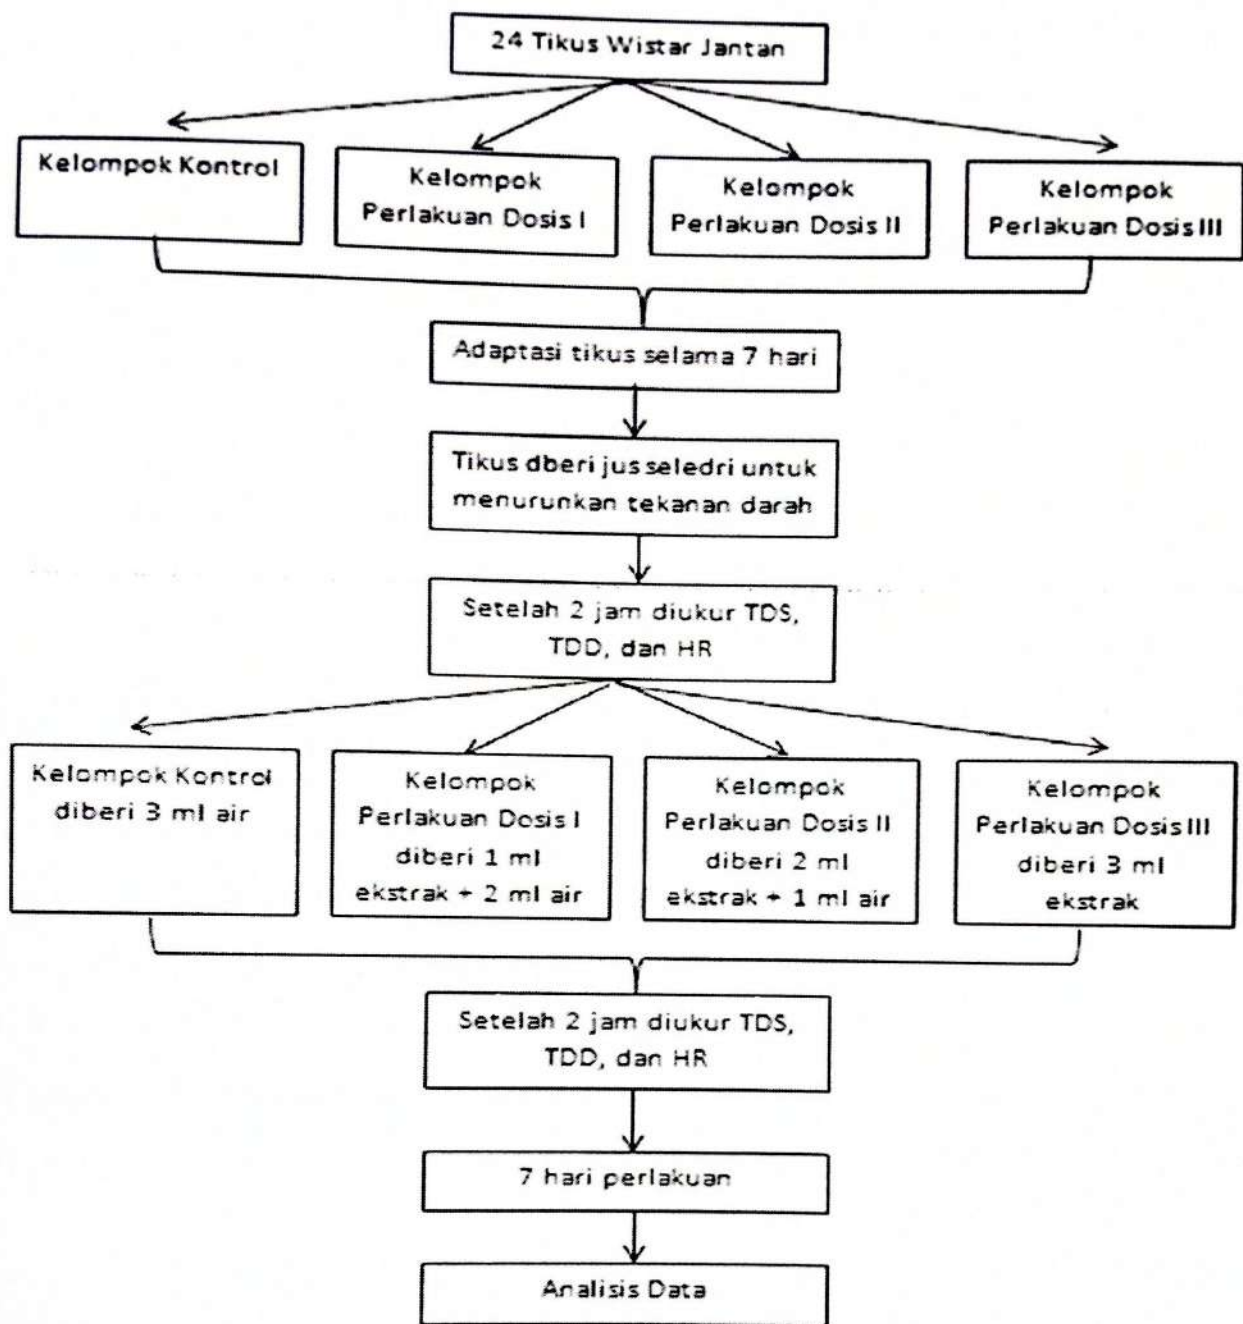 24 Tikus Wistar Jantan
Kelompok Kontrol
Kelompok
Perlakuan Dosis I
Kelompok
Perlakuan Dosis II
Kelompok
Perlakuan Dosis III
Adaptasi tikus selama 7 hari
Tikus dberi jus seledri untuk
menurunkan tekanan darah
Setelah 2 jam diukur TDS,
TDD, dan HR
Kelompok Kontrol
diberi 3 ml air
Kelompok
Perlakuan Dosis I
diberi 1 ml
ekstrak + 2 ml air
Kelompok
Perlakuan Dosis II
diberi 2 ml
ekstrak + 1 ml air
Kelompok
Perlakuan Dosis III
diberi 3 ml
ekstrak
Setelah 2 jam diukur TDS,
TDD, dan HR
7 hari perlakuan
Analisis Data